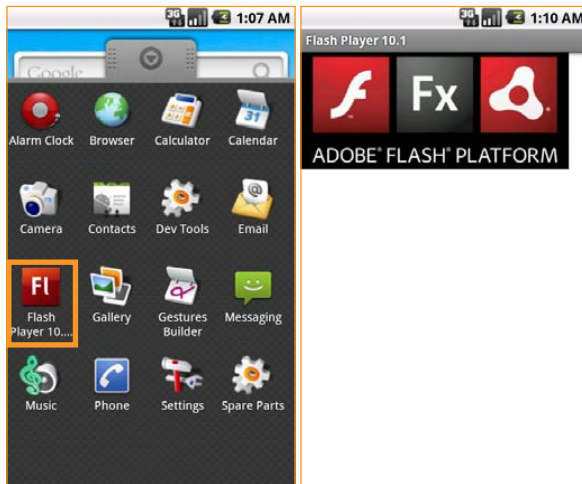 3G 1:07 AM
Google
Alarm Clock Browser Calculator Calendar
31
Camera Contacts Dev Tools Email
@
Fl
Flash Player 10.... Gallery Gestures Builder Messaging
Music Phone Settings Spare Parts
3G 1:10 AM
Flash Player 10.1
Fx
ADOBE® FLASH® PLATFORM